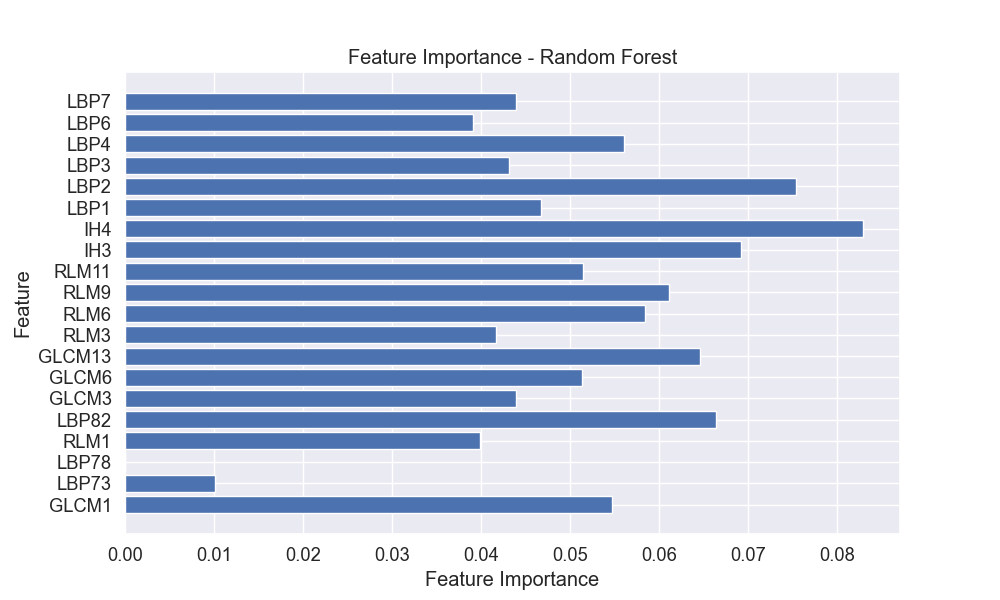 Feature Importance - Random Forest
LBP7
LBP6
LBP4
LBP3
LBP2
LBP1
IH4
IH3
RLM11
RLM9
RLM6
RLM3
GLCM13
GLCM6
GLCM3
LBP82
RLM1
LBP78
LBP73
GLCM1
Feature
0.00 0.01 0.02 0.03 0.04 0.05 0.06 0.07 0.08
Feature Importance